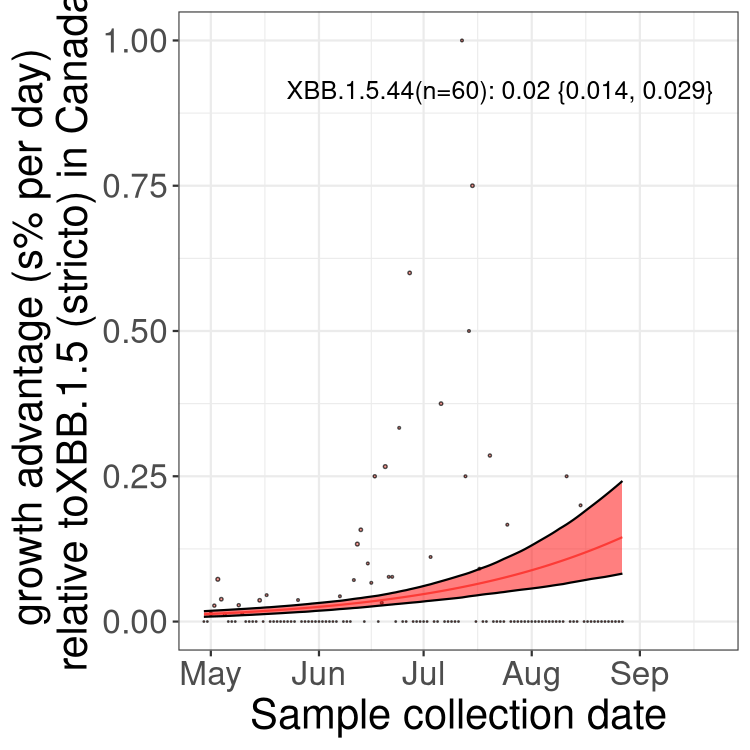 growth advantage (s% per day)
relative toXBB.1.5 (stricto) in Canada
1.00
0.75
0.50
0.25
0.00
XBB.1.5.44(n=60): 0.02 {0.014, 0.029}
May Jun Jul Aug Sep
Sample collection date